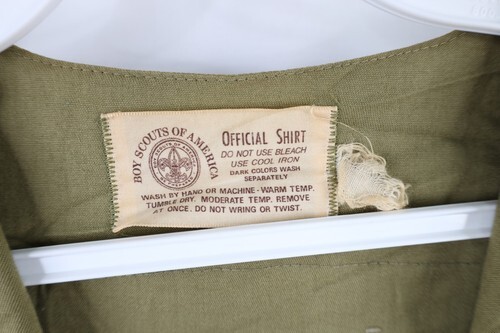 BOY SCOUTS OF AMERICA
OFFICIAL SHIRT
DO NOT USE BLEACH
USE COOL IRON
DARK COLORS WASH
SEPARATELY
WASH BY HAND OR MACHINE-WARM TEMP.
TUMBLE DRY. MODERATE TEMP. REMOVE
AT ONCE. DO NOT WRING OR TWIST.